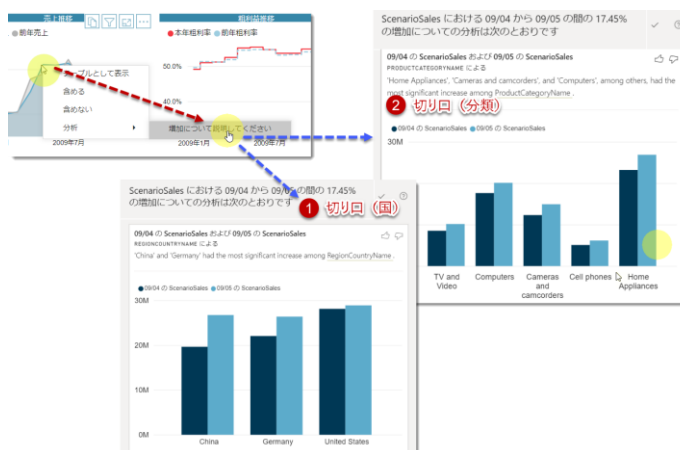 売上推移
前年売上
粗利益推移
本年粗利率 前年粗利率
50.0%
40.0%
ブルとして表示
含める
含めない
分析
増加について説明してください
2009年7月
2009年1月
2009年7月
ScenarioSales における 09/04 から 09/05 の間の 17.45%
の増加についての分析は次のとおりです
09/04 の ScenarioSales および 09/05 の ScenarioSales
PRODUCTCATEGORYNAME による
'Home Appliances', 'Cameras and camcorders', and 'Computers', among others, had the
most significant increase among ProductCategoryName .
2 切り口（分類）
09/04 の ScenarioSales 09/05 の ScenarioSales
30M
TV and Video
Computers
Cameras and camcorders
Cell phones
Home Appliances
ScenarioSales における 09/04 から 09/05 の間の 17.45%
の増加についての分析は次のとおりです
1 切り口（国）
09/04 の ScenarioSales および 09/05 の ScenarioSales
REGIONCOUNTRYNAME による
'China' and 'Germany' had the most significant increase among RegionCountryName .
09/04 の ScenarioSales 09/05 の ScenarioSales
30M
20M
10M
0M
China
Germany
United States